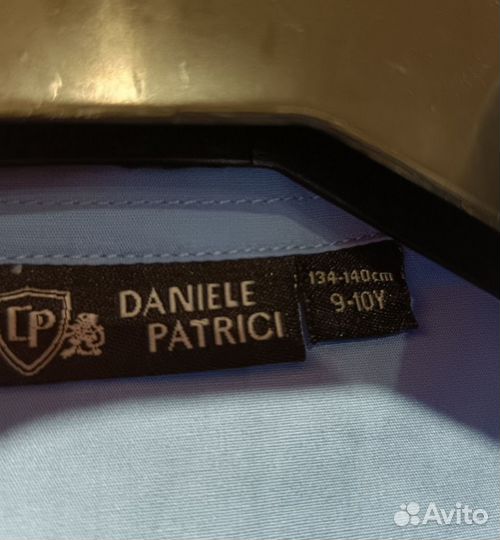 DP
DANIELE
PATRICI
134-140cm
9-10Y
Avito